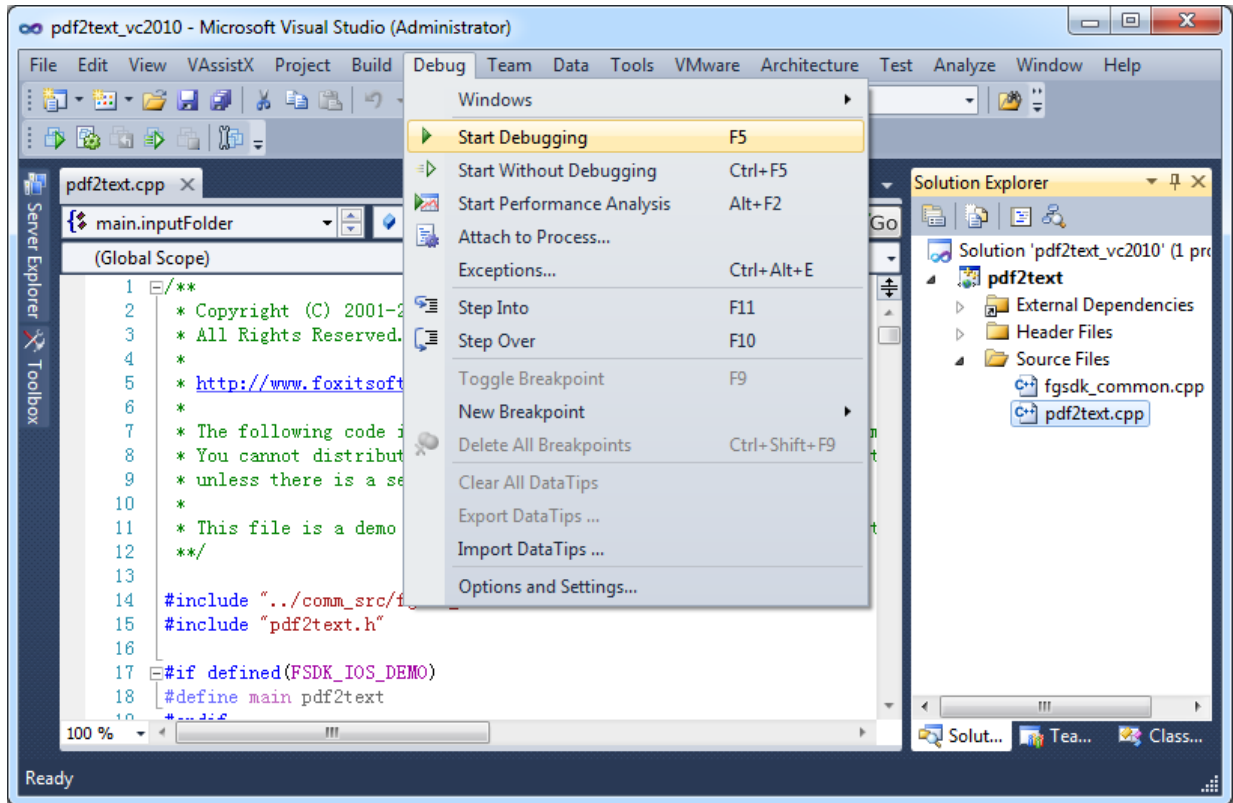 pdf2text_vc2010 - Microsoft Visual Studio (Administrator)
File Edit View VAssistX Project Build Debug Team Data Tools VMware Architecture Test Analyze Window Help
Windows
Start Debugging F5
Start Without Debugging Ctrl+F5
Start Performance Analysis Alt+F2
Attach to Process...
Exceptions... Ctrl+Alt+E
Step Into F11
Step Over F10
Toggle Breakpoint F9
New Breakpoint
Delete All Breakpoints Ctrl+Shift+F9
Clear All DataTips
Export DataTips ...
Import DataTips ...
Options and Settings...
Server Explorer
Toolbox
pdf2text.cpp
main.inputFolder
Go
(Global Scope)
1 /**
2 * Copyright (C) 2001-2
3 * All Rights Reserved.
4 *
5 * http://www.foxitsoft
6 *
7 * The following code i
8 * You cannot distribut
9 * unless there is a se
10 *
11 * This file is a demo
12 **/
13
14 #include "../comm_src/f
15 #include "pdf2text.h"
16
17 #if defined(FSDK_IOS_DEMO)
18 #define main pdf2text
19 #endif
100 %
Solution Explorer
Solution 'pdf2text_vc2010' (1 pro
pdf2text
External Dependencies
Header Files
Source Files
fgsdk_common.cpp
pdf2text.cpp
Solut... Tea... Class...
Ready